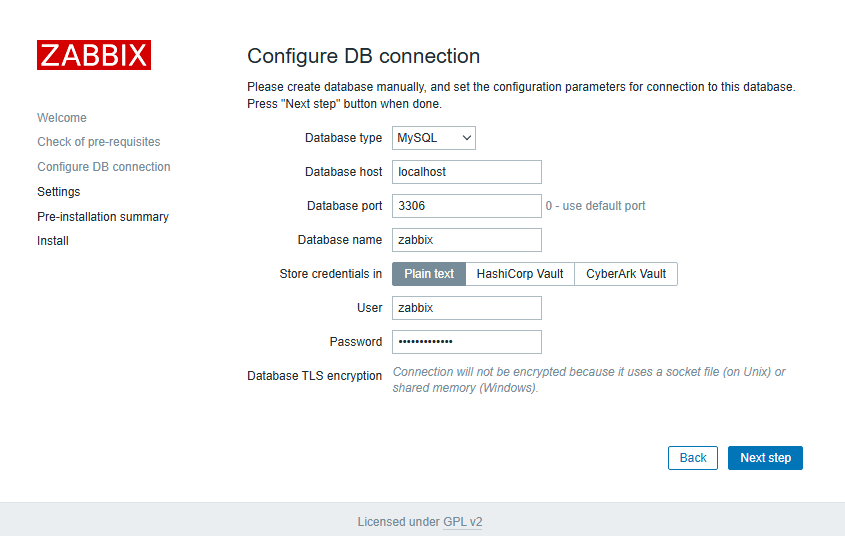 ZABBIX
Welcome
Check of pre-requisites
Configure DB connection
Settings
Pre-installation summary
Install
Configure DB connection
Please create database manually, and set the configuration parameters for connection to this database.
Press "Next step" button when done.
Database type MySQL
Database host localhost
Database port 3306 0 - use default port
Database name zabbix
Store credentials in Plain text HashiCorp Vault CyberArk Vault
User zabbix
Password •••••••••••••
Database TLS encryption Connection will not be encrypted because it uses a socket file (on Unix) or
shared memory (Windows).
Back Next step
Licensed under GPL v2